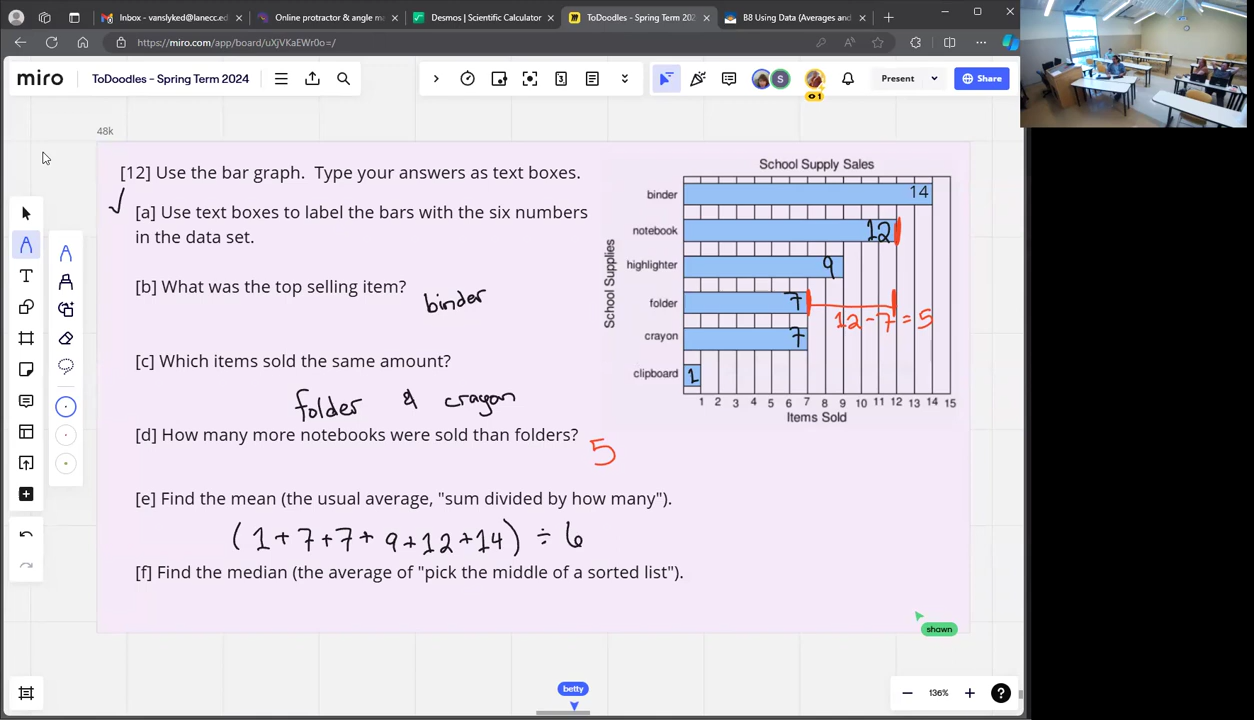 Inbox - vanslyked@lanecc.ed
Online protractor & angle me
Desmos | Scientific Calculator
ToDoodles - Spring Term 202
B8 Using Data (Averages and
https://miro.com/app/board/uXjVKaEWr0o=/
miro
ToDoodles - Spring Term 2024
Present
Share
48k
[12] Use the bar graph. Type your answers as text boxes.
[a] Use text boxes to label the bars with the six numbers
in the data set.
[b] What was the top selling item?
binder
[c] Which items sold the same amount?
folder & crayon
[d] How many more notebooks were sold than folders?
5
[e] Find the mean (the usual average, "sum divided by how many").
(1+7+7+9+12+14) ÷ 6
[f] Find the median (the average of "pick the middle of a sorted list").
School Supply Sales
School Supplies
binder 14
notebook 12
highlighter 9
folder 7
12-7=5
crayon 7
clipboard 1
1 2 3 4 5 6 7 8 9 10 11 12 13 14 15
Items Sold
shawn
betty
136%